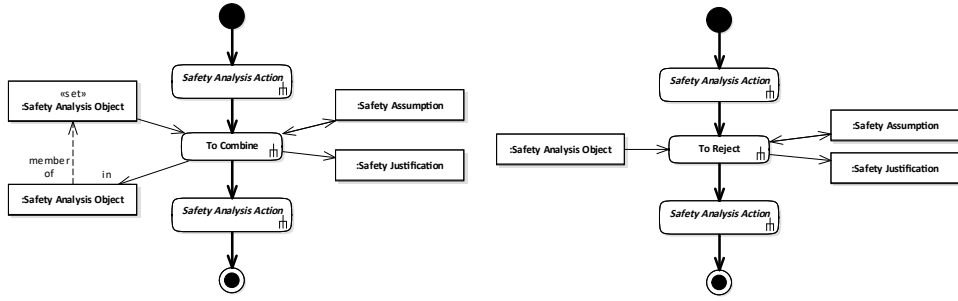 Safety Analysis Action
«set»
:Safety Analysis Object
:Safety Assumption
To Combine
:Safety Justification
member
of
in
:Safety Analysis Object
Safety Analysis Action
Safety Analysis Action
:Safety Assumption
:Safety Analysis Object
To Reject
:Safety Justification
Safety Analysis Action